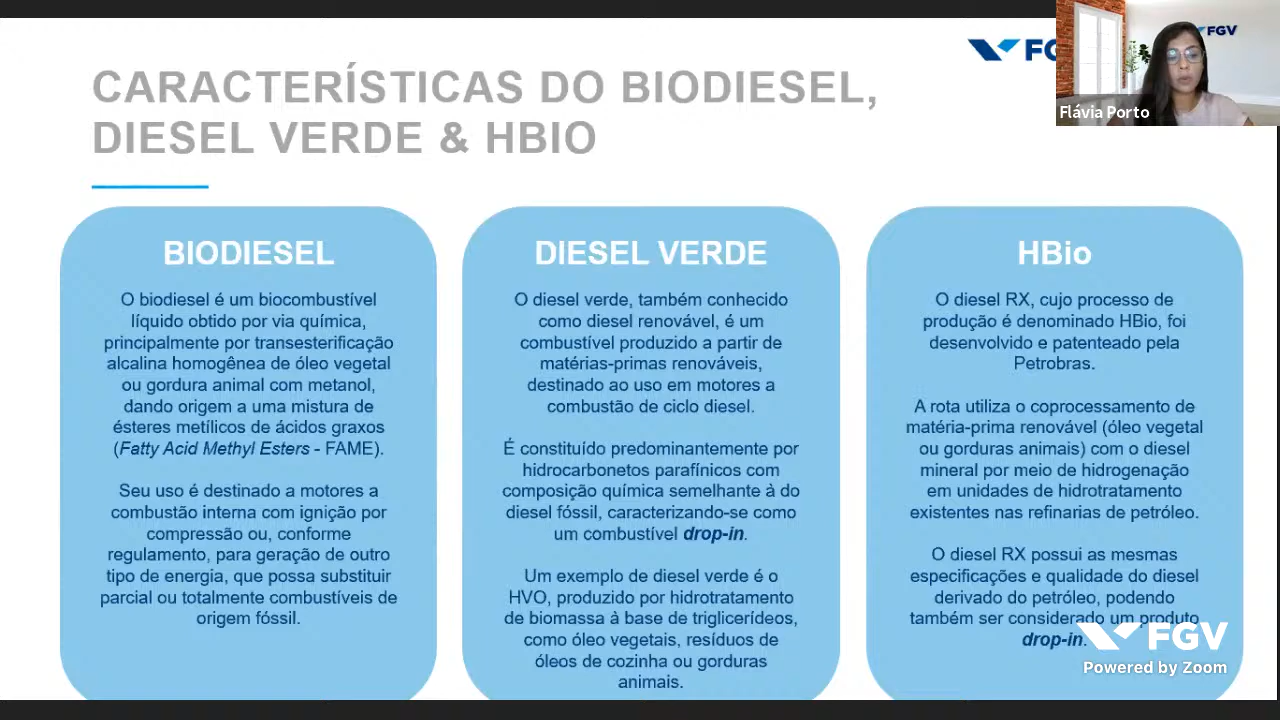 FGV
Flávia Porto
CARACTERÍSTICAS DO BIODIESEL,
DIESEL VERDE & HBIO
BIODIESEL
O biodiesel é um biocombustível
líquido obtido por via química,
principalmente por transesterificação
alcalina homogênea de óleo vegetal
ou gordura animal com metanol,
dando origem a uma mistura de
ésteres metílicos de ácidos graxos
(Fatty Acid Methyl Esters - FAME).
Seu uso é destinado a motores a
combustão interna com ignição por
compressão ou, conforme
regulamento, para geração de outro
tipo de energia, que possa substituir
parcial ou totalmente combustíveis de
origem fóssil.
DIESEL VERDE
O diesel verde, também conhecido
como diesel renovável, é um
combustível produzido a partir de
matérias-primas renováveis,
destinado ao uso em motores a
combustão de ciclo diesel.
É constituído predominantemente por
hidrocarbonetos parafínicos com
composição química semelhante à do
diesel fóssil, caracterizando-se como
um combustível drop-in.
Um exemplo de diesel verde é o
HVO, produzido por hidrotratamento
de biomassa à base de triglicerídeos,
como óleo vegetais, resíduos de
óleos de cozinha ou gorduras
animais.
HBio
O diesel RX, cujo processo de
produção é denominado HBio, foi
desenvolvido e patenteado pela
Petrobras.
A rota utiliza o coprocessamento de
matéria-prima renovável (óleo vegetal
ou gorduras animais) com o diesel
mineral por meio de hidrogenação
em unidades de hidrotratamento
existentes nas refinarias de petróleo.
O diesel RX possui as mesmas
especificações e qualidade do diesel
derivado do petróleo, podendo
também ser considerado um produto
drop-in.
FGV
Powered by Zoom